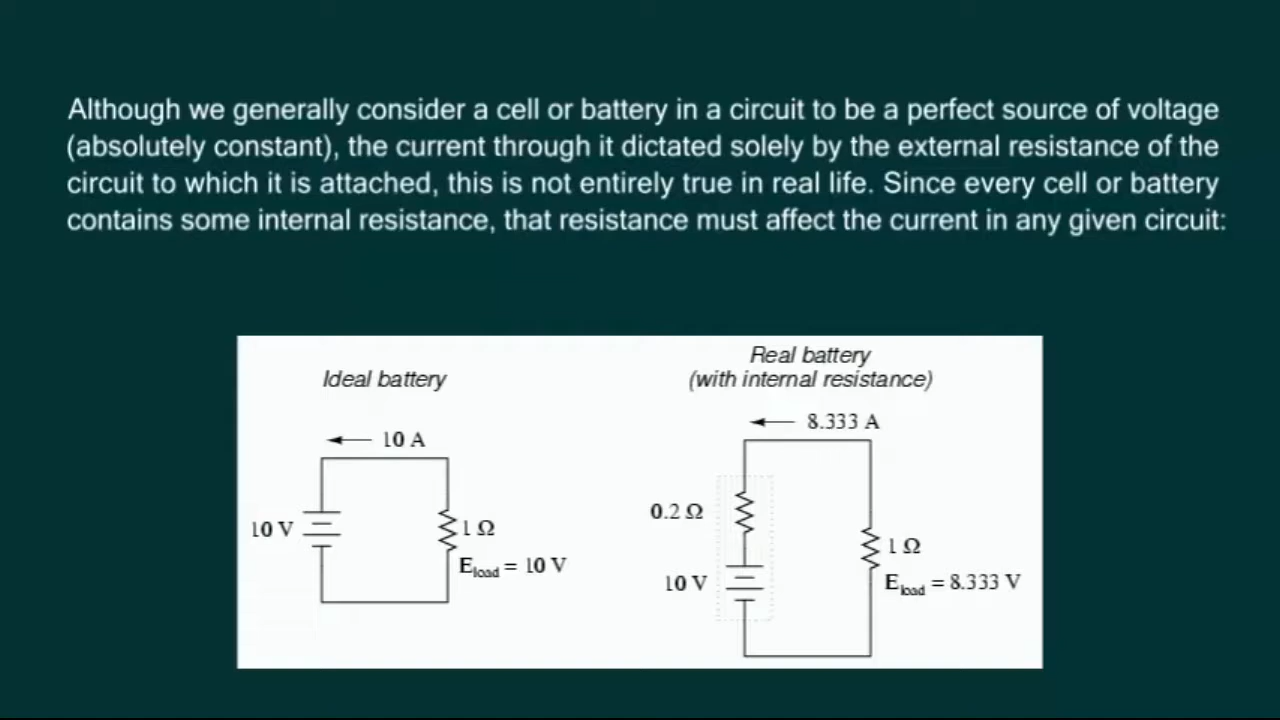 Although we generally consider a cell or battery in a circuit to be a perfect source of voltage
(absolutely constant), the current through it dictated solely by the external resistance of the
circuit to which it is attached, this is not entirely true in real life. Since every cell or battery
contains some internal resistance, that resistance must affect the current in any given circuit:
Ideal battery
10 A
10 V
1 Ω
Eload = 10 V
Real battery
(with internal resistance)
8.333 A
0.2 Ω
10 V
1 Ω
Eload = 8.333 V